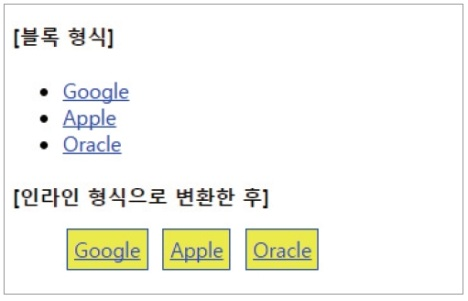 [블록 형식]
• Google
• Apple
• Oracle
[인라인 형식으로 변환한 후]
Google Apple Oracle